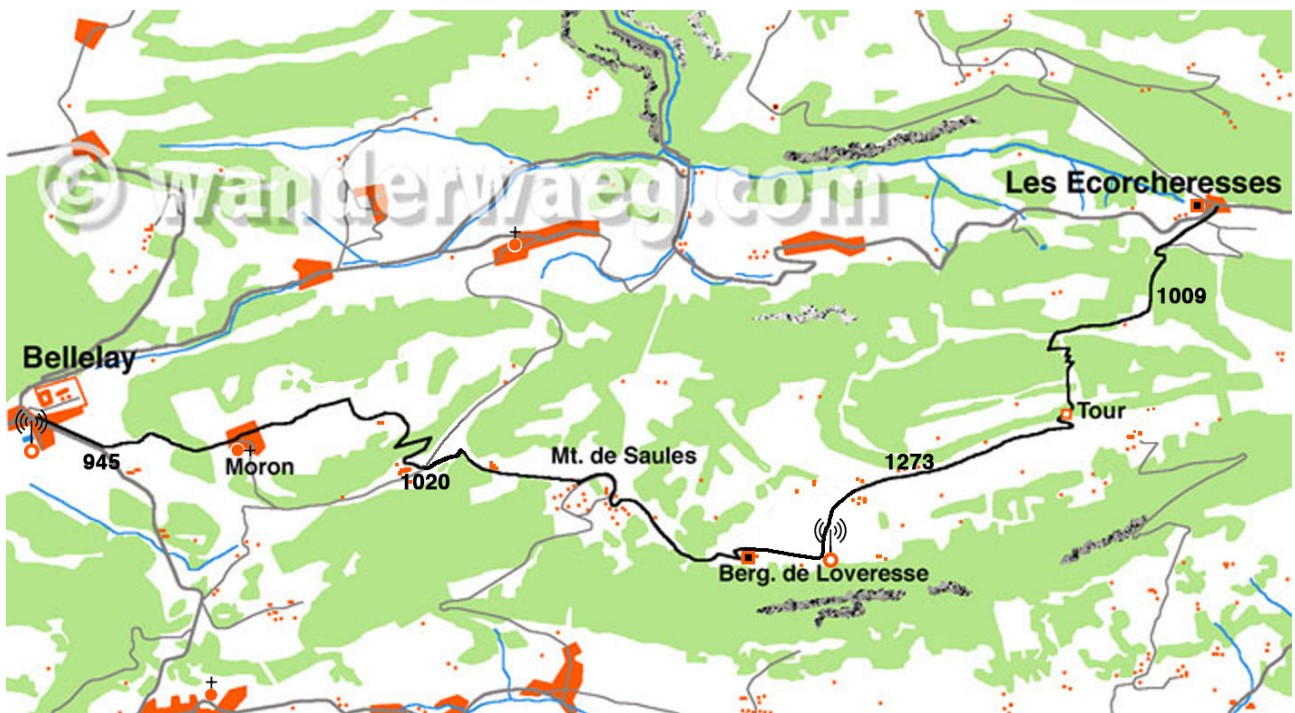 © wanderwaeg.com
Les Ecorcheresses
1009
Bellelay
Tour
945
Moron
1020
Mt. de Saules
1273
Berg. de Loveresse